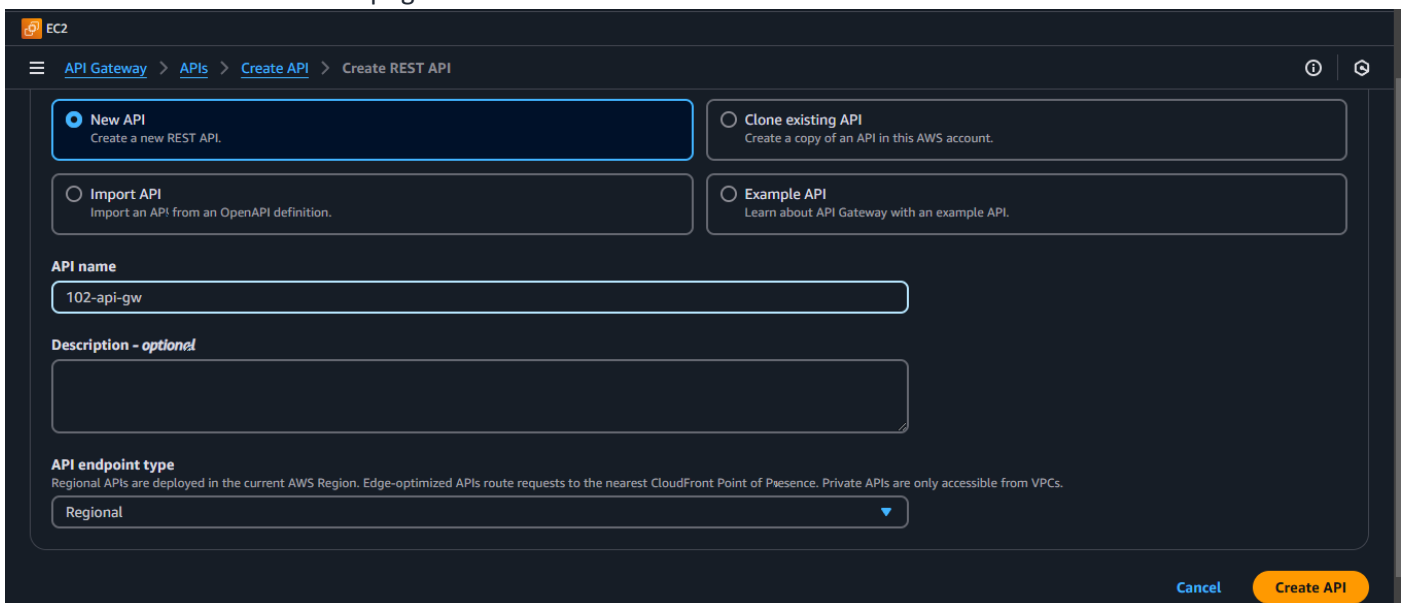 EC2
API Gateway > APIs > Create API > Create REST API
New API
Create a new REST API.
Clone existing API
Create a copy of an API in this AWS account.
Import API
Import an API from an OpenAPI definition.
Example API
Learn about API Gateway with an example API.
API name
102-api-gw
Description - optional
API endpoint type
Regional APIs are deployed in the current AWS Region. Edge-optimized APIs route requests to the nearest CloudFront Point of Presence. Private APIs are only accessible from VPCs.
Regional
Cancel
Create API